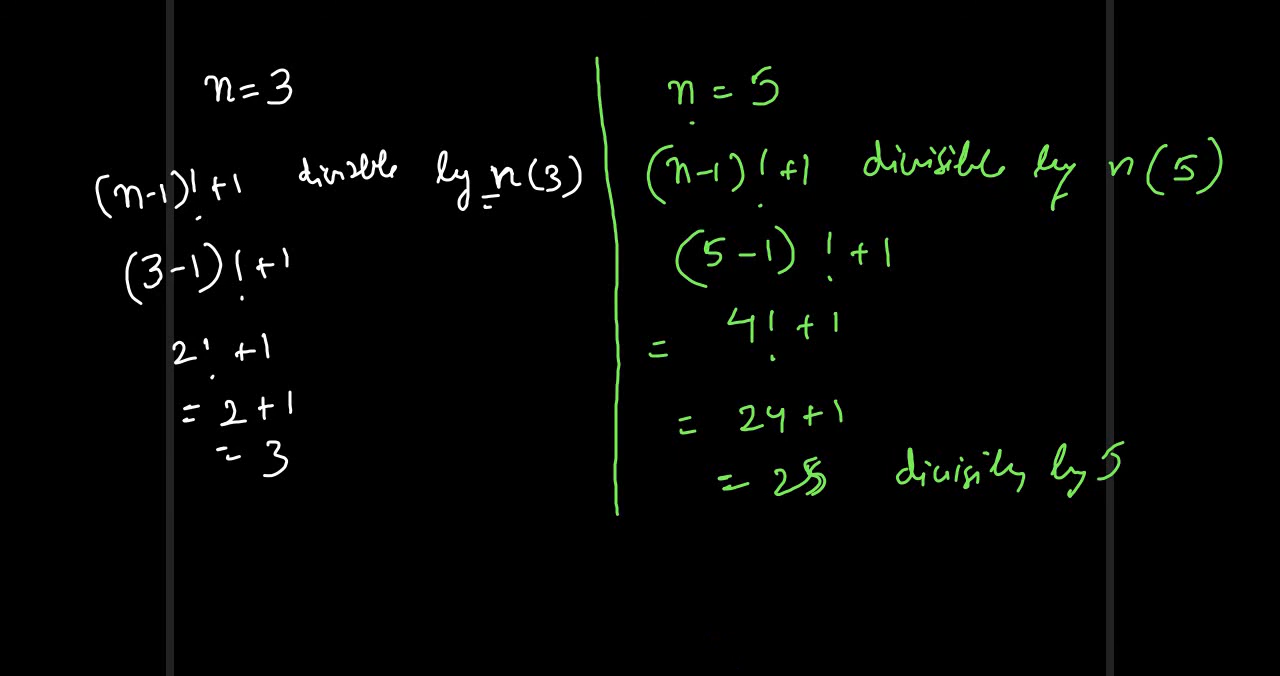 n=3
(n-1)!+1 divisible by n(3)
(3-1)!+1
2! +1
= 2+1
= 3
n = 5
(n-1)!+1 divisible by n(5)
(5-1)!+1
= 4!+1
= 24+1
= 25 divisity by 5